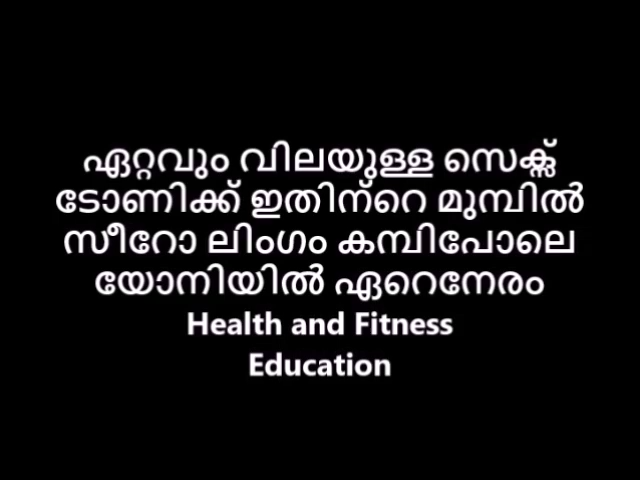 ഏറ്റവും വിലയുള്ള സെക്സ്
ടോണിക്ക് ഇതിന്റെ മുമ്പിൽ
സീറോ ലിംഗം കമ്പിപോലെ
യോനിയിൽ ഏറെനേരം
Health and Fitness
Education